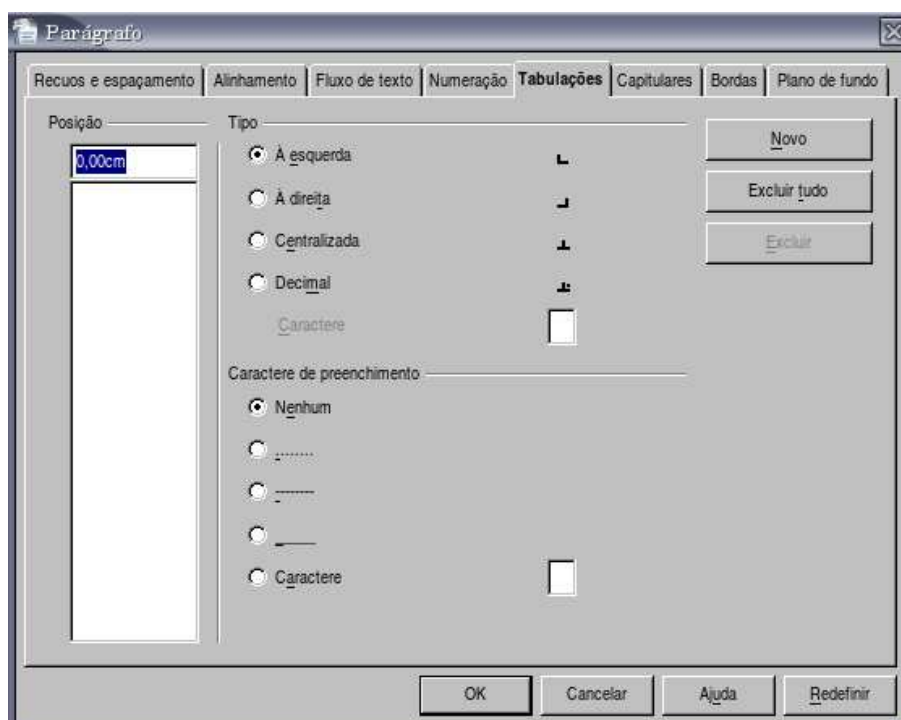 Parágrafo
Recuos e espaçamento Alinhamento Fluxo de texto Numeração Tabulações Capitulares Bordas Plano de fundo
Posição
0,00cm
Tipo
À esquerda
À direita
Centralizada
Decimal
Caractere
Caractere de preenchimento
Nenhum
........
--------
______
Caractere
Novo
Excluir tudo
Excluir
OK Cancelar Ajuda Redefinir